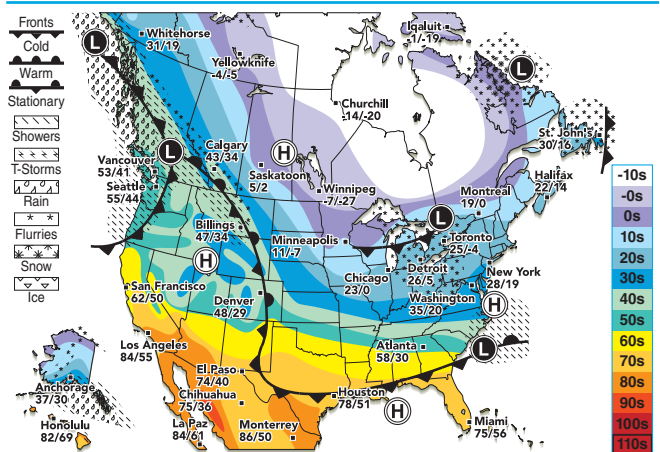 Fronts
Cold
Warm
Stationary
Showers
T-Storms
Rain
Flurries
Snow
Ice
Whitehorse
31/19
Yellowknife
-4/-5
Iqaluit
-1/-19
Churchill
-14/-20
L
L
L
L
L
H
H
H
H
St. John's
30/16
Halifax
22/14
Calgary
43/34
Vancouver
53/41
Seattle
55/44
Saskatoon
5/2
Winnipeg
-7/-27
Montreal
19/0
Billings
47/34
Minneapolis
11/-7
Toronto
25/-4
Detroit
26/5
Chicago
23/0
New York
28/19
Washington
35/20
San Francisco
62/50
Denver
48/29
Los Angeles
84/55
Atlanta
58/30
El Paso
74/40
Chihuahua
75/36
Houston
78/51
La Paz
84/61
Monterrey
86/50
Miami
75/56
Anchorage
37/30
Honolulu
82/69
-10s
-0s
0s
10s
20s
30s
40s
50s
60s
70s
80s
90s
100s
110s